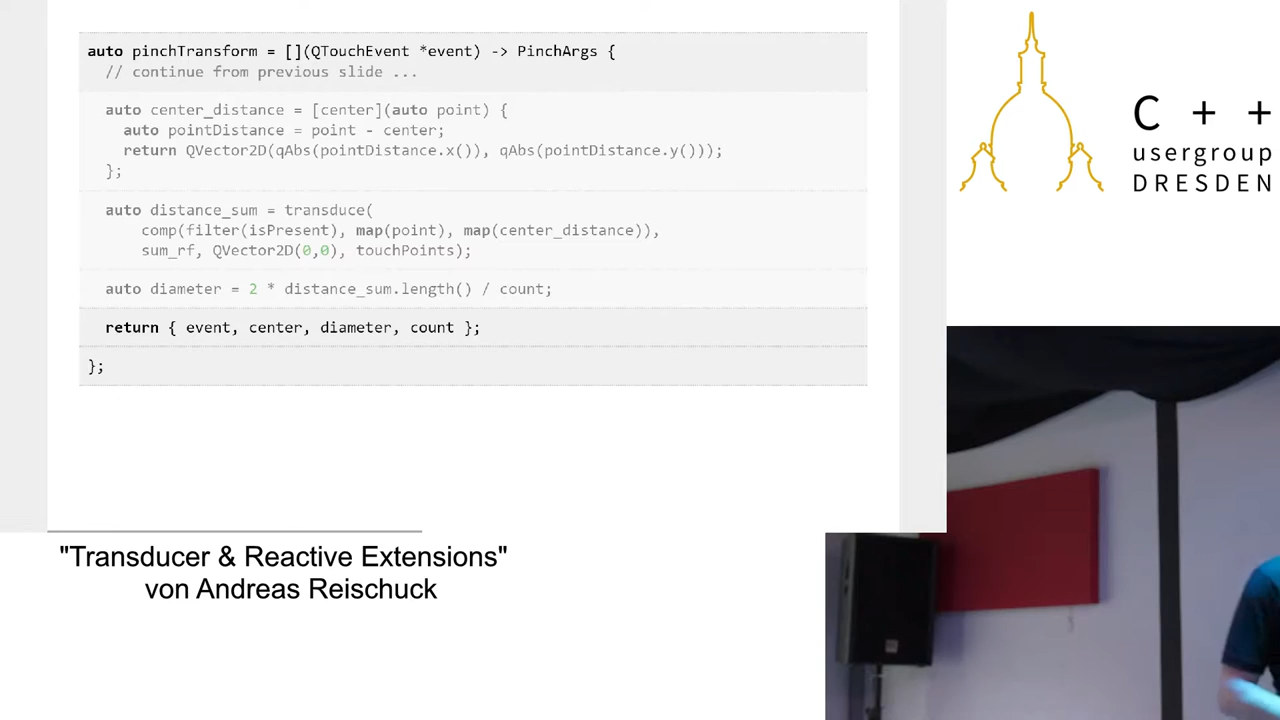 auto pinchTransform = [](QTouchEvent *event) -> PinchArgs {
// continue from previous slide ...
auto center_distance = [center](auto point) {
auto pointDistance = point - center;
return QVector2D(qAbs(pointDistance.x()), qAbs(pointDistance.y()));
};
auto distance_sum = transduce(
comp(filter(isPresent), map(point), map(center_distance)),
sum_rf, QVector2D(0,0), touchPoints);
auto diameter = 2 * distance_sum.length() / count;
return { event, center, diameter, count };
};
C + +
usergroup
DRESDEN
"Transducer & Reactive Extensions"
von Andreas Reischuck